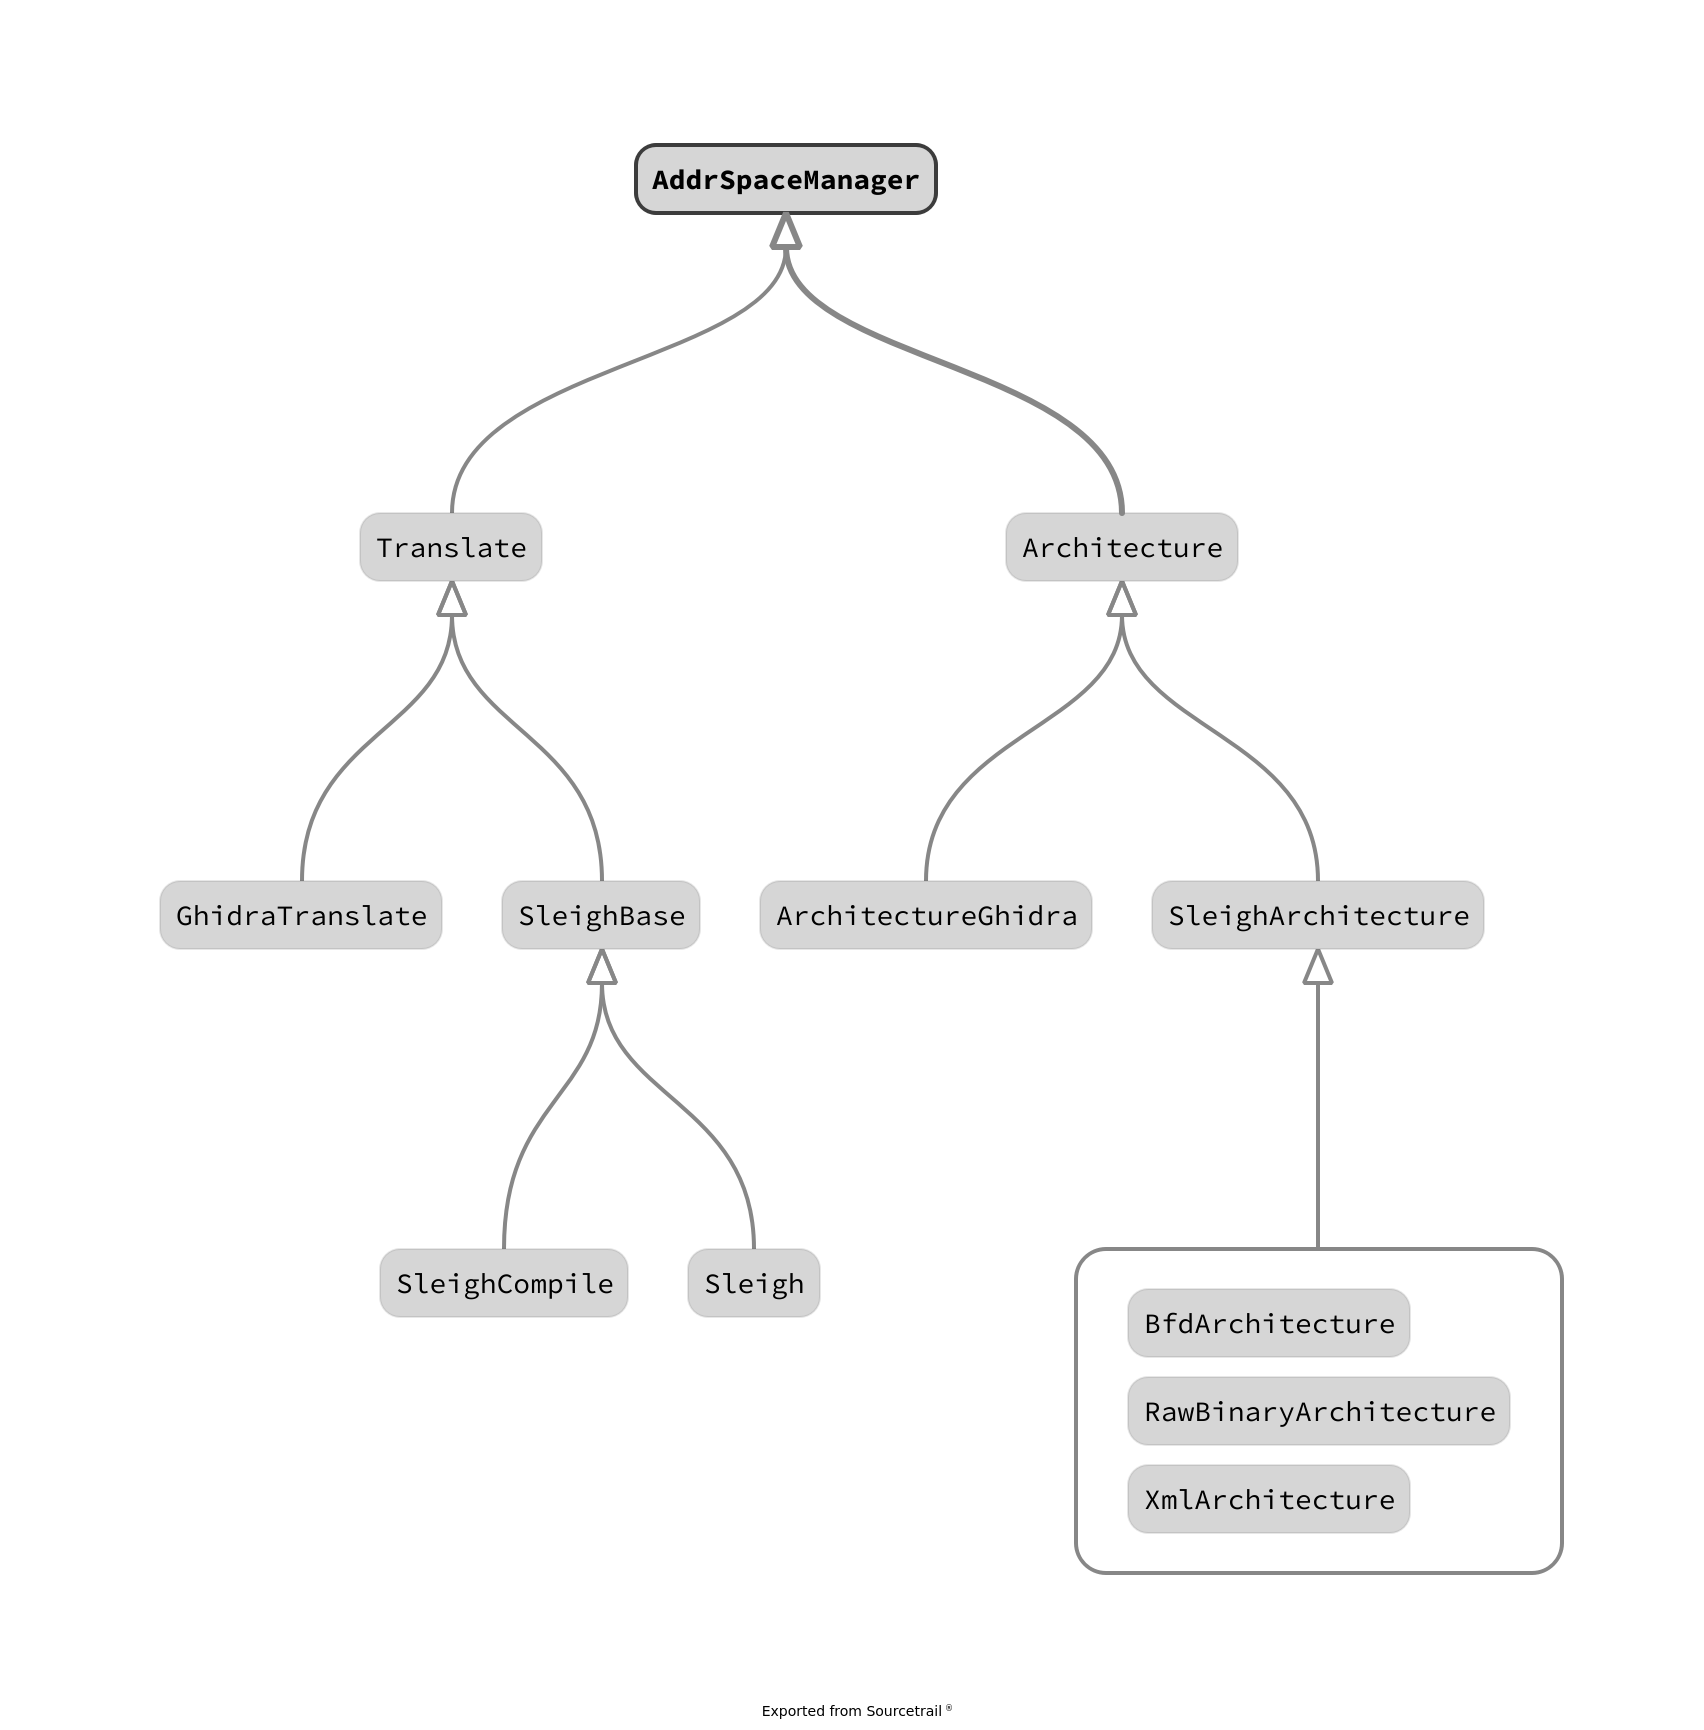 AddrSpaceManager
Translate
Architecture
GhidraTranslate
SleighBase
ArchitectureGhidra
SleighArchitecture
SleighCompile
Sleigh
BfdArchitecture
RawBinaryArchitecture
XmlArchitecture
Exported from Sourcetrail ®